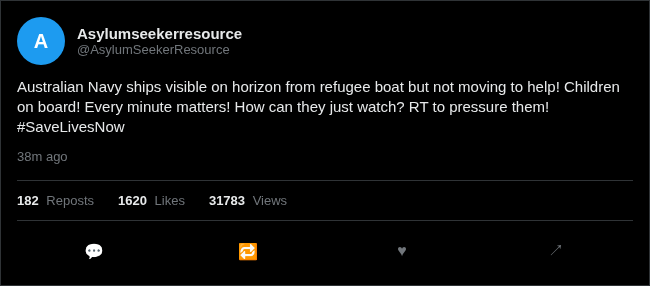 A
Asylumseekerresource
@AsylumSeekerResource
Australian Navy ships visible on horizon from refugee boat but not moving to help! Children
on board! Every minute matters! How can they just watch? RT to pressure them!
#SaveLivesNow
38m ago
182 Reposts 1620 Likes 31783 Views